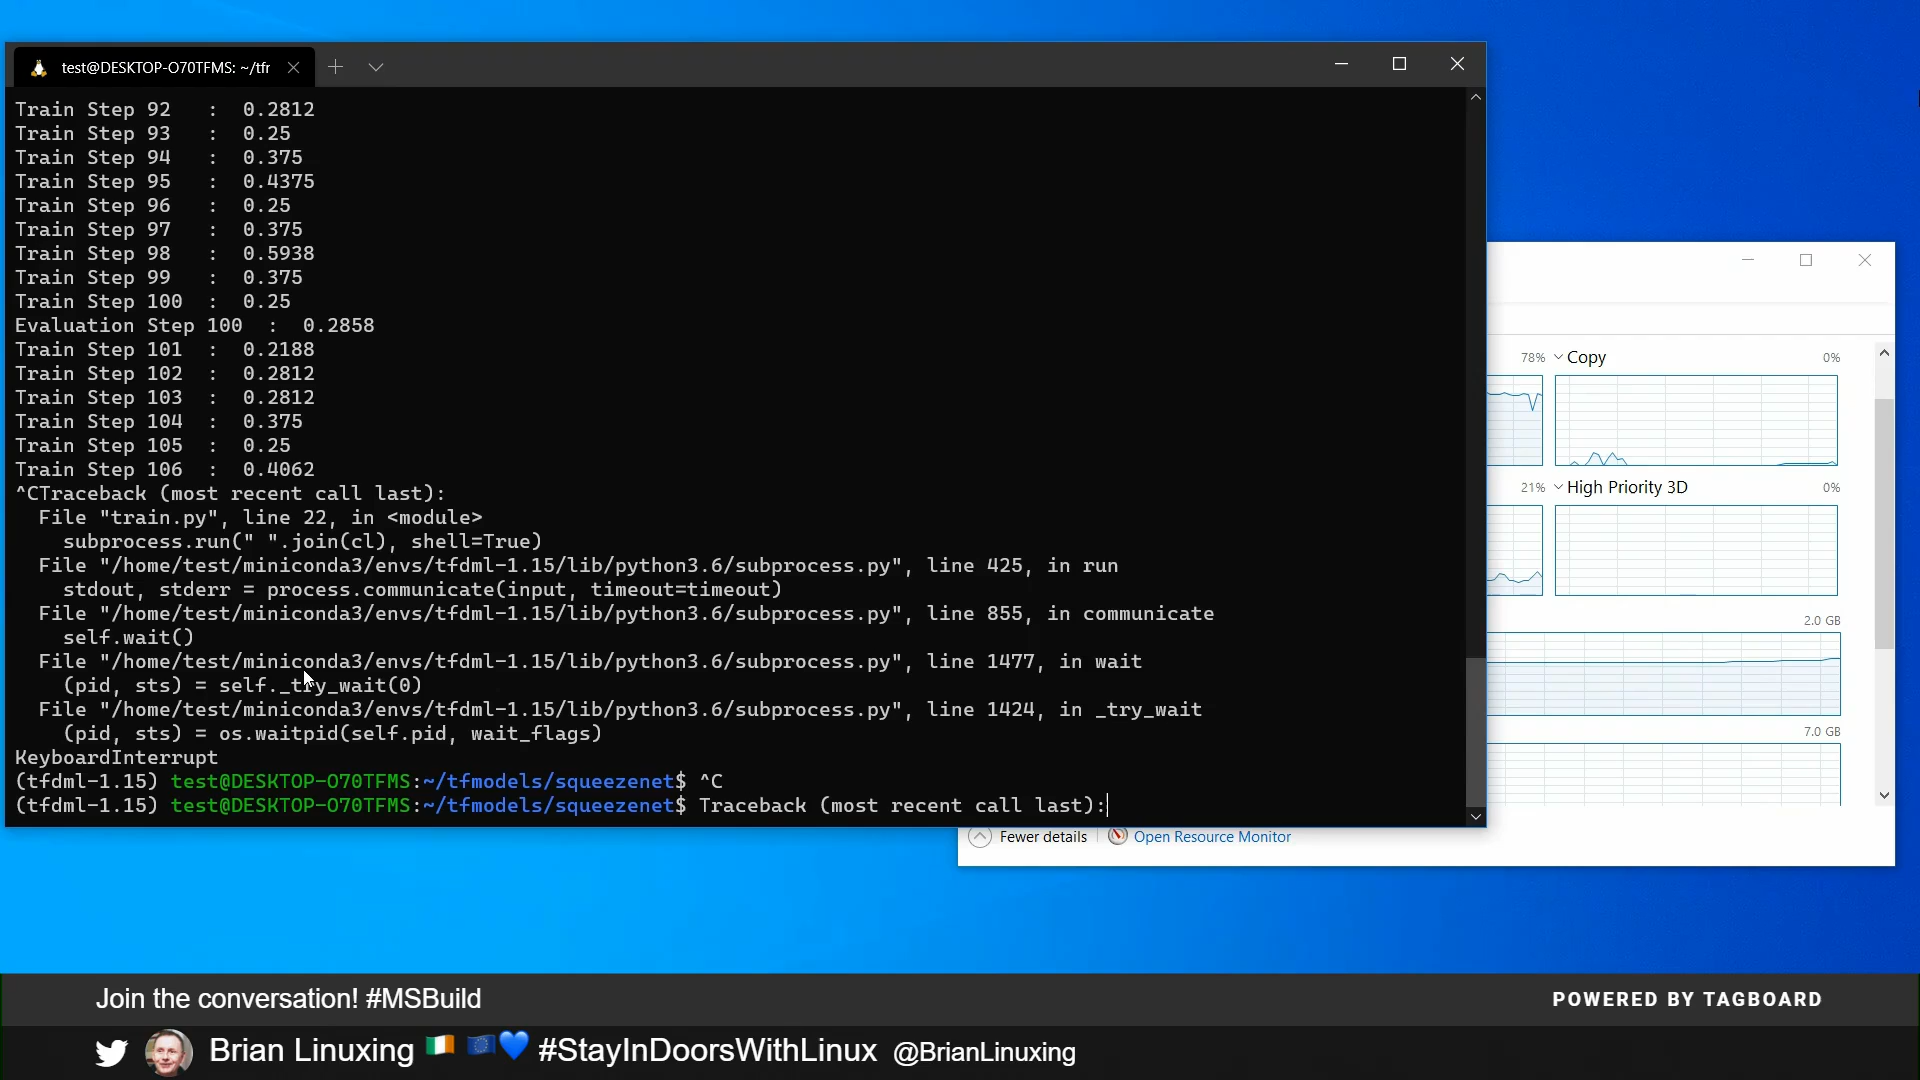 test@DESKTOP-O70TFMS: ~/tfr
Train Step 92 : 0.2812
Train Step 93 : 0.25
Train Step 94 : 0.375
Train Step 95 : 0.4375
Train Step 96 : 0.25
Train Step 97 : 0.375
Train Step 98 : 0.5938
Train Step 99 : 0.375
Train Step 100 : 0.25
Evaluation Step 100 : 0.2858
Train Step 101 : 0.2188
Train Step 102 : 0.2812
Train Step 103 : 0.2812
Train Step 104 : 0.375
Train Step 105 : 0.25
Train Step 106 : 0.4062
^CTraceback (most recent call last):
File "train.py", line 22, in <module>
subprocess.run(" ".join(cl), shell=True)
File "/home/test/miniconda3/envs/tfdml-1.15/lib/python3.6/subprocess.py", line 425, in run
stdout, stderr = process.communicate(input, timeout=timeout)
File "/home/test/miniconda3/envs/tfdml-1.15/lib/python3.6/subprocess.py", line 855, in communicate
self.wait()
File "/home/test/miniconda3/envs/tfdml-1.15/lib/python3.6/subprocess.py", line 1477, in wait
(pid, sts) = self._try_wait(0)
File "/home/test/miniconda3/envs/tfdml-1.15/lib/python3.6/subprocess.py", line 1424, in _try_wait
(pid, sts) = os.waitpid(self.pid, wait_flags)
KeyboardInterrupt
(tfdml-1.15) test@DESKTOP-O70TFMS:~/tfmodels/squeezenet$ ^C
(tfdml-1.15) test@DESKTOP-O70TFMS:~/tfmodels/squeezenet$ Traceback (most recent call last):
78% Copy 0%
21% High Priority 3D 0%
2.0 GB
7.0 GB
Fewer details Open Resource Monitor
Join the conversation! #MSBuild
POWERED BY TAGBOARD
Brian Linuxing 🇮🇪 🇪🇺💙 #StayInDoorsWithLinux @BrianLinuxing